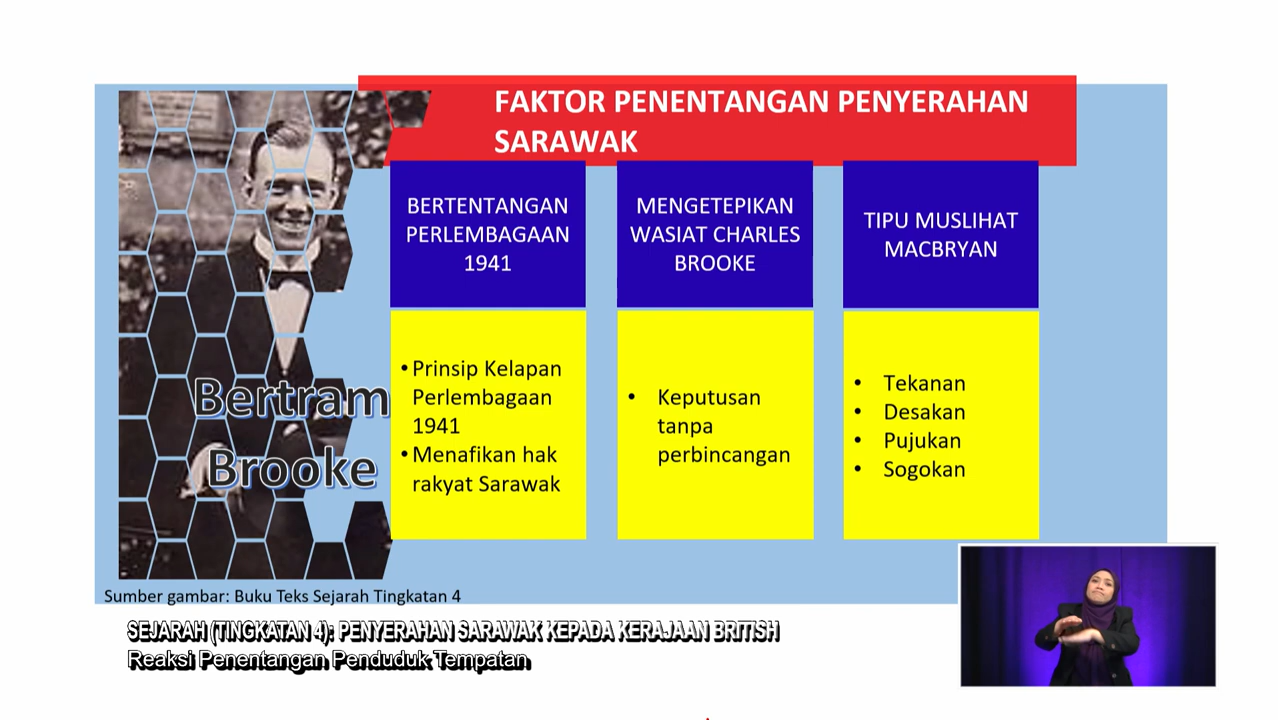 FAKTOR PENENTANGAN PENYERAHAN
SARAWAK
BERTENTANGAN
PERLEMBAGAAN
1941
• Prinsip Kelapan
Perlembagaan
1941
• Menafikan hak
rakyat Sarawak
MENGETEPIKAN
WASIAT CHARLES
BROOKE
• Keputusan
tanpa
perbincangan
TIPU MUSLIHAT
MACBRYAN
• Tekanan
• Desakan
• Pujukan
• Sogokan
Bertram
Brooke
Sumber gambar: Buku Teks Sejarah Tingkatan 4
SEJARAH (TINGKATAN 4): PENYERAHAN SARAWAK KEPADA KERAJAAN BRITISH
Reaksi Penentangan Penduduk Tempatan